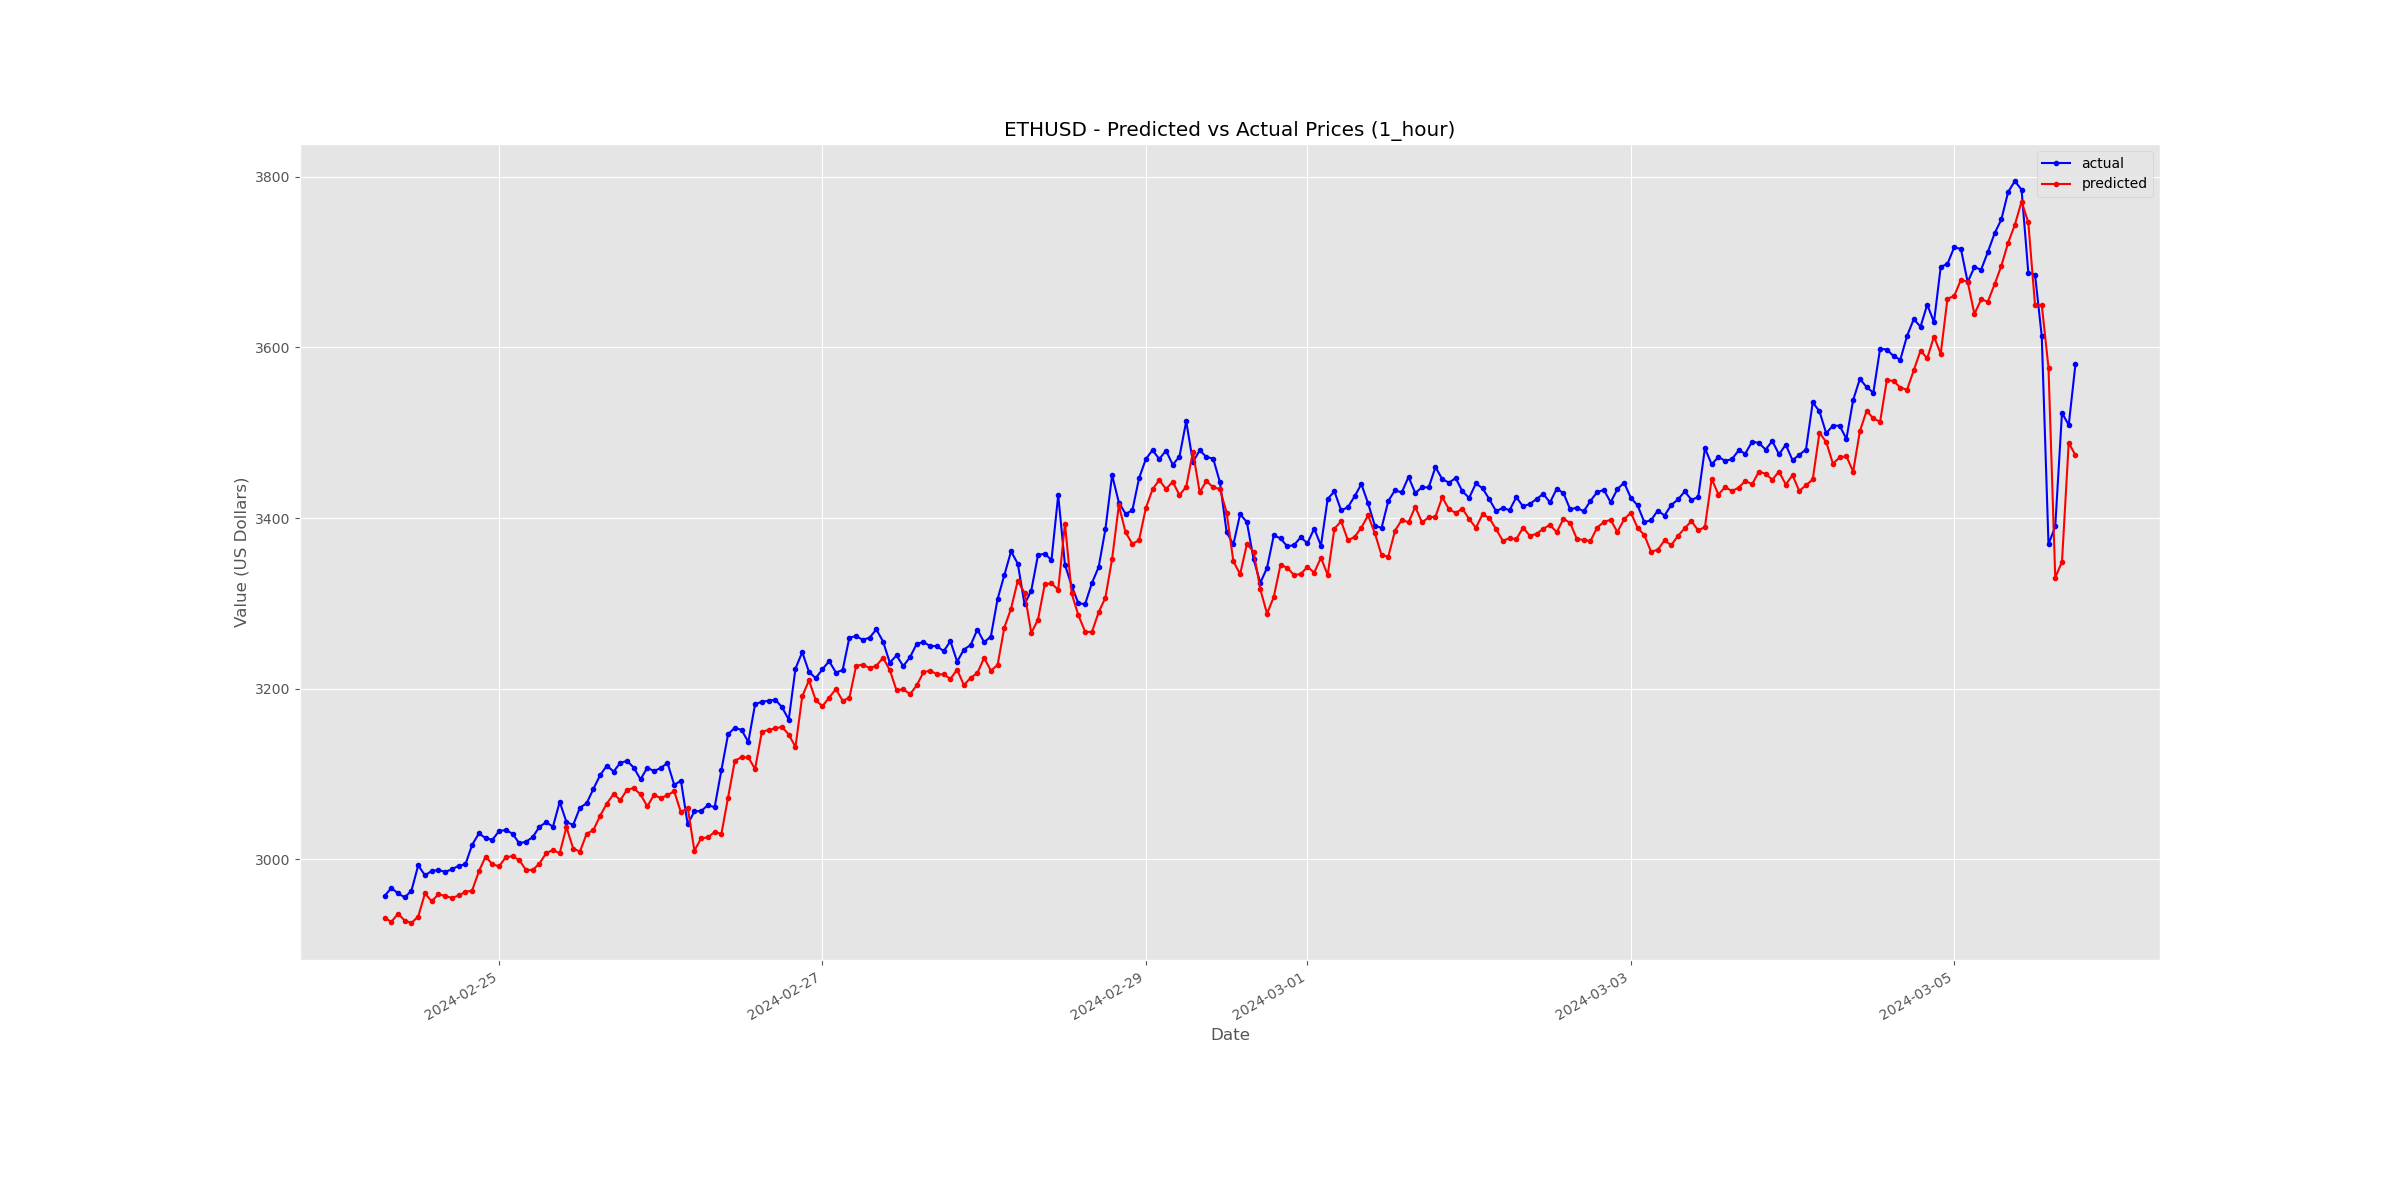 ETHUSD - Predicted vs Actual Prices (1_hour)
actual
predicted
3800
3600
3400
3200
3000
Value (US Dollars)
2024-02-25
2024-02-27
2024-02-29
2024-03-01
2024-03-03
2024-03-05
Date